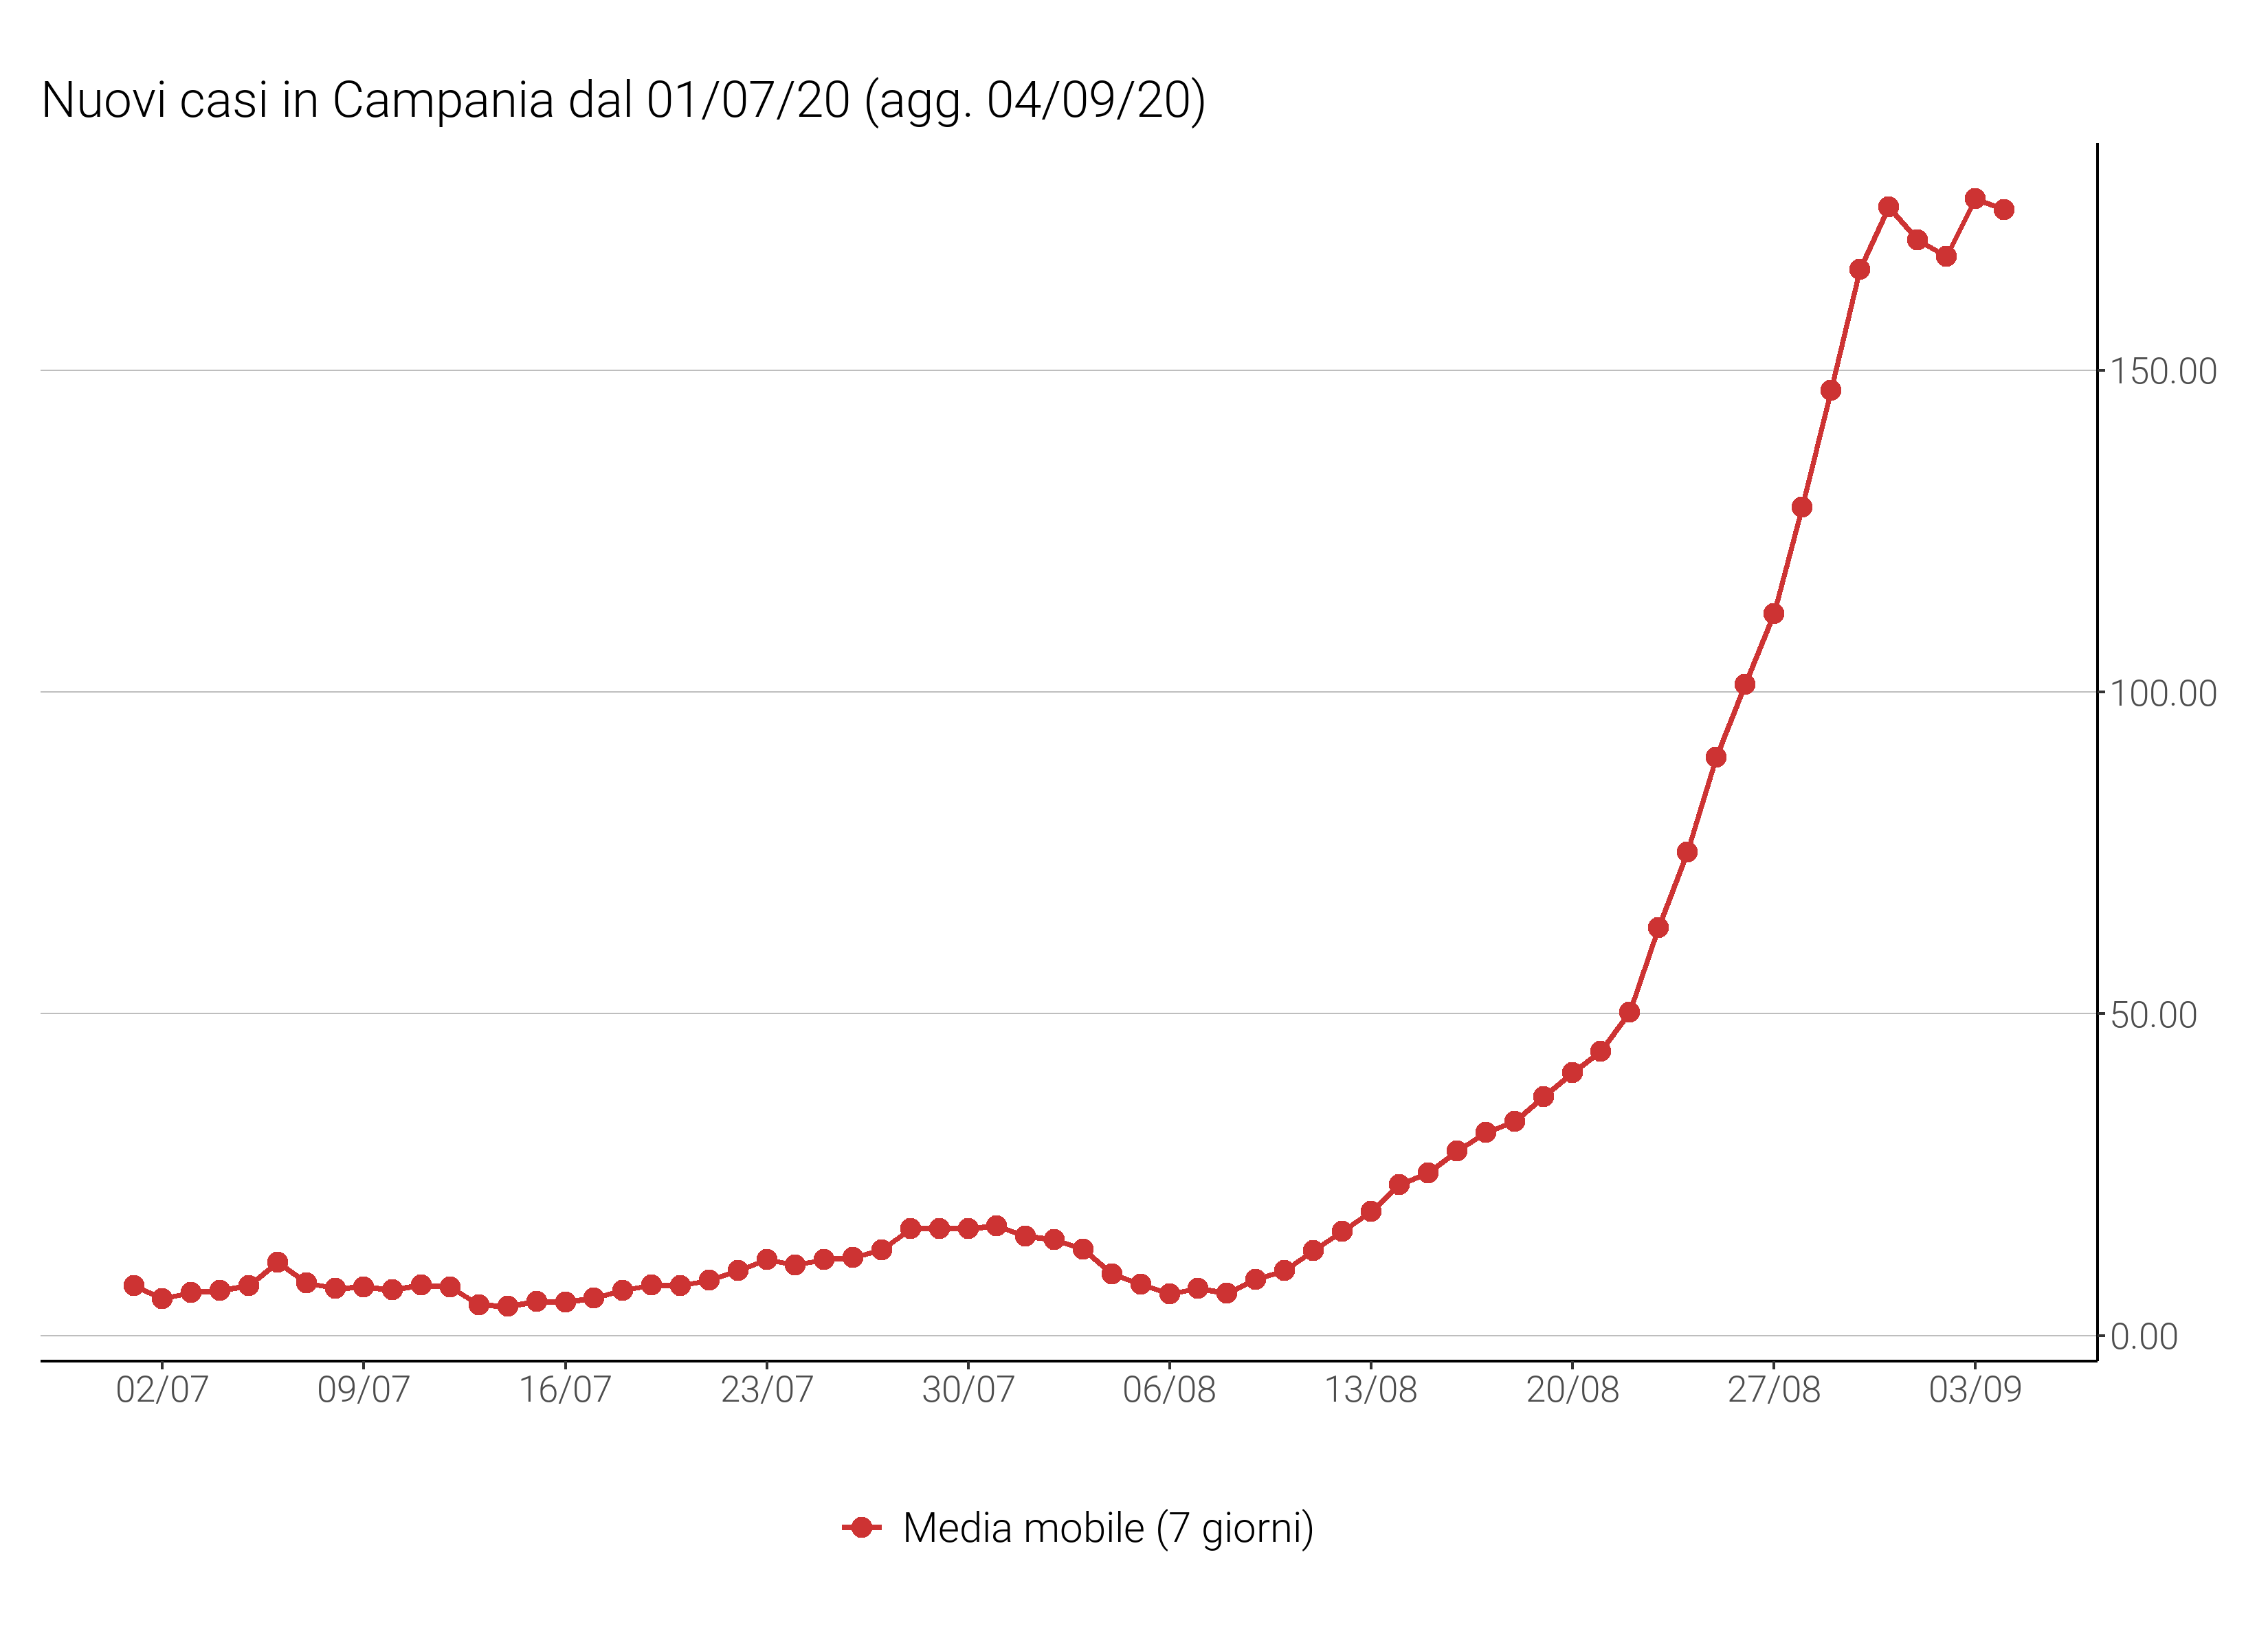 Nuovi casi in Campania dal 01/07/20 (agg. 04/09/20)
150.00
100.00
50.00
0.00
02/07 09/07 16/07 23/07 30/07 06/08 13/08 20/08 27/08 03/09
Media mobile (7 giorni)